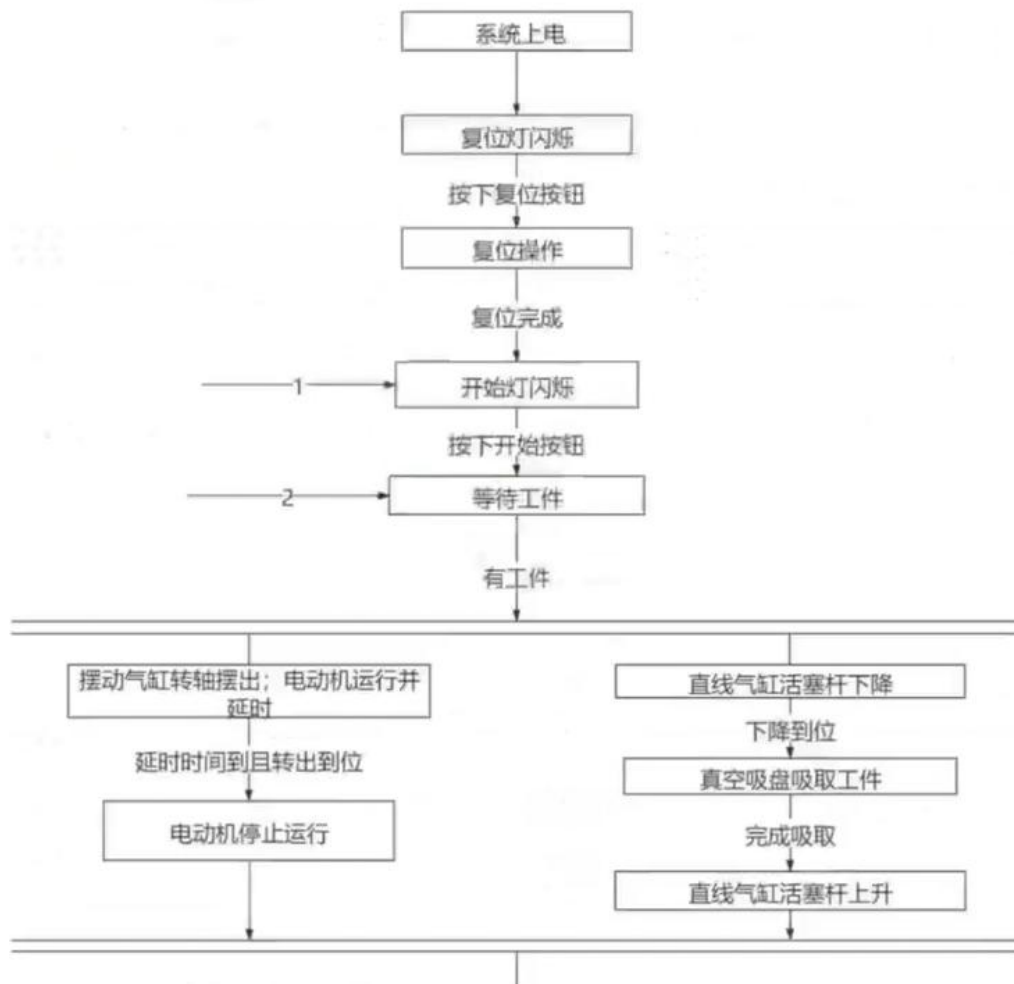 系统上电
复位灯闪烁
按下复位按钮
复位操作
复位完成
1
开始灯闪烁
按下开始按钮
2
等待工件
有工件
摆动气缸转轴摆出；电动机运行并
延时
延时时间到且转出到位
电动机停止运行
直线气缸活塞杆下降
下降到位
真空吸盘吸取工件
完成吸取
直线气缸活塞杆上升